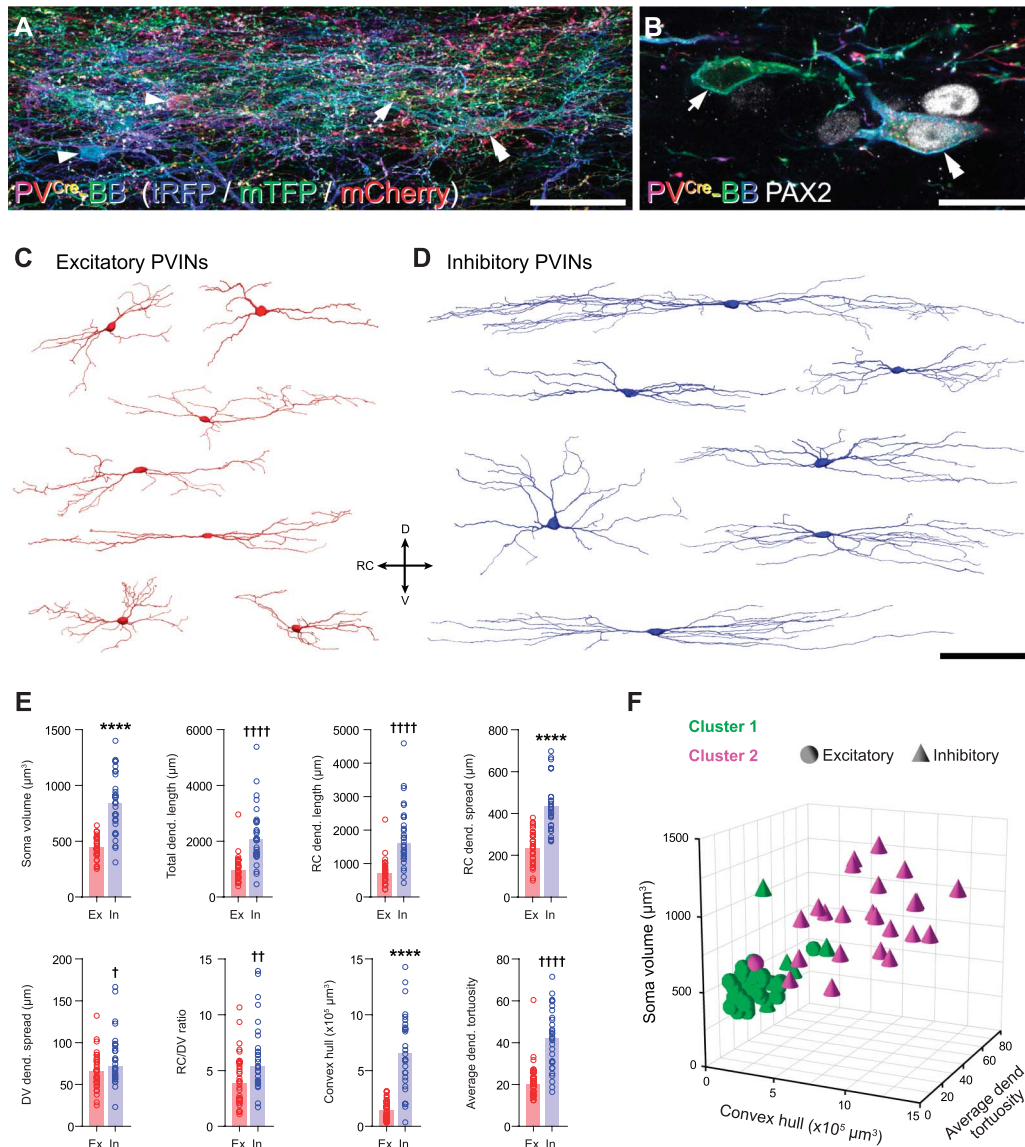 A
PVCre-BB (tRFP / mTFP / mCherry)
B
PVCre-BB PAX2
C Excitatory PVINs
D Inhibitory PVINs
D
RC
V
E
Soma volume (µm³)
1500
1000
500
0
****
Ex In
Total dend. length (µm)
6000
4000
2000
0
††††
Ex In
RC dend. length (µm)
5000
4000
3000
2000
1000
0
††††
Ex In
RC dend. spread (µm)
800
600
400
200
0
****
Ex In
DV dend. spread (µm)
200
150
100
50
0
†
Ex In
RC/DV ratio
15
10
5
0
††
Ex In
Convex hull (x10⁵ µm³)
15
10
5
0
****
Ex In
Average dend. tortuosity
80
60
40
20
0
††††
Ex In
F
Cluster 1
Cluster 2
Excitatory
Inhibitory
Soma volume (µm³)
1500
1000
500
0
0
5
10
15
Convex hull (x10⁵ µm³)
0
20
40
60
80
Average dend
tortuosity